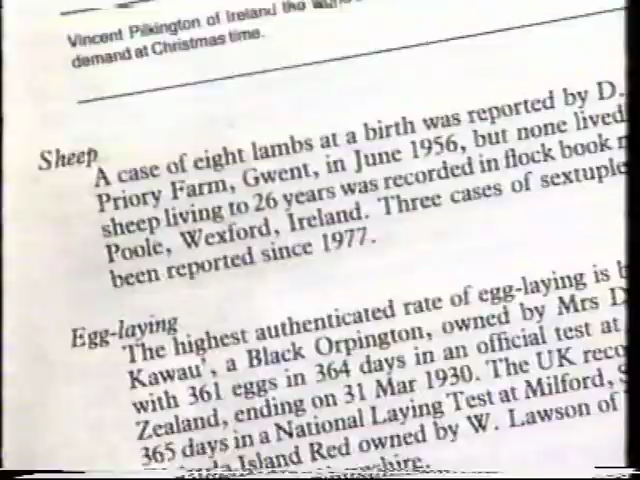 Vincent Pilkington of Ireland the
demand at Christmas time.
Sheep
A case of eight lambs at a birth was reported by D.
Priory Farm, Gwent, in June 1956, but none lived
sheep living to 26 years was recorded in flock book
Poole, Wexford, Ireland. Three cases of sextuple
been reported since 1977.
Egg-laying
The highest authenticated rate of egg-laying is b
Kawau', a Black Orpington, owned by Mrs D
with 361 eggs in 364 days in an official test at
Zealand, ending on 31 Mar 1930. The UK reco
365 days in a National Laying Test at Milford, S
Island Red owned by W. Lawson of